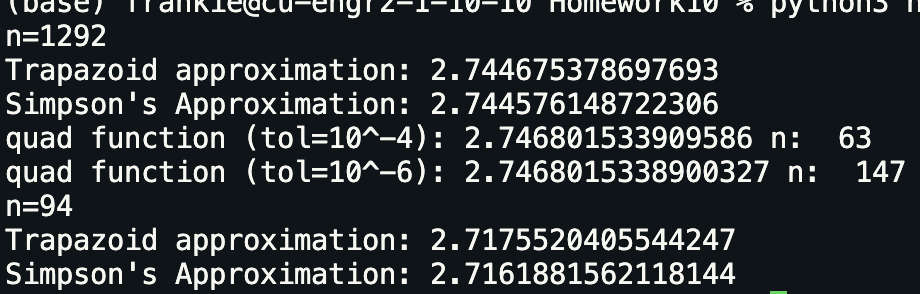 (base) frankie@cu-engr2-1-10-10 Homework10 % python3
n=1292
Trapazoid approximation: 2.744675378697693
Simpson's Approximation: 2.744576148722306
quad function (tol=10^-4): 2.746801533909586 n:  63
quad function (tol=10^-6): 2.7468015338900327 n:  147
n=94
Trapazoid approximation: 2.7175520405544247
Simpson's Approximation: 2.7161881562118144